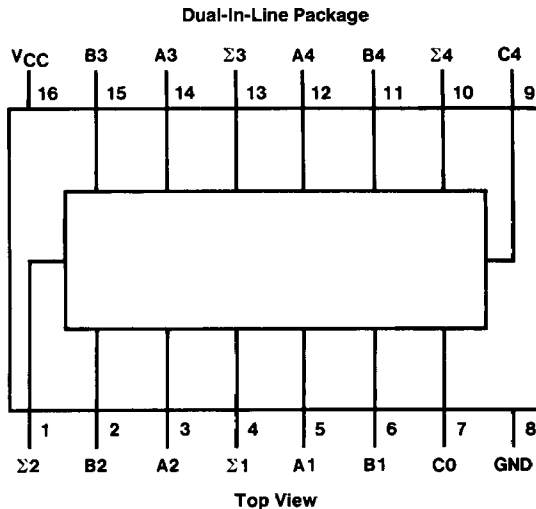 Dual-In-Line Package
VCC B3 A3 Σ3 A4 B4 Σ4 C4
16 15 14 13 12 11 10 9
1 2 3 4 5 6 7 8
Σ2 B2 A2 Σ1 A1 B1 C0 GND
Top View